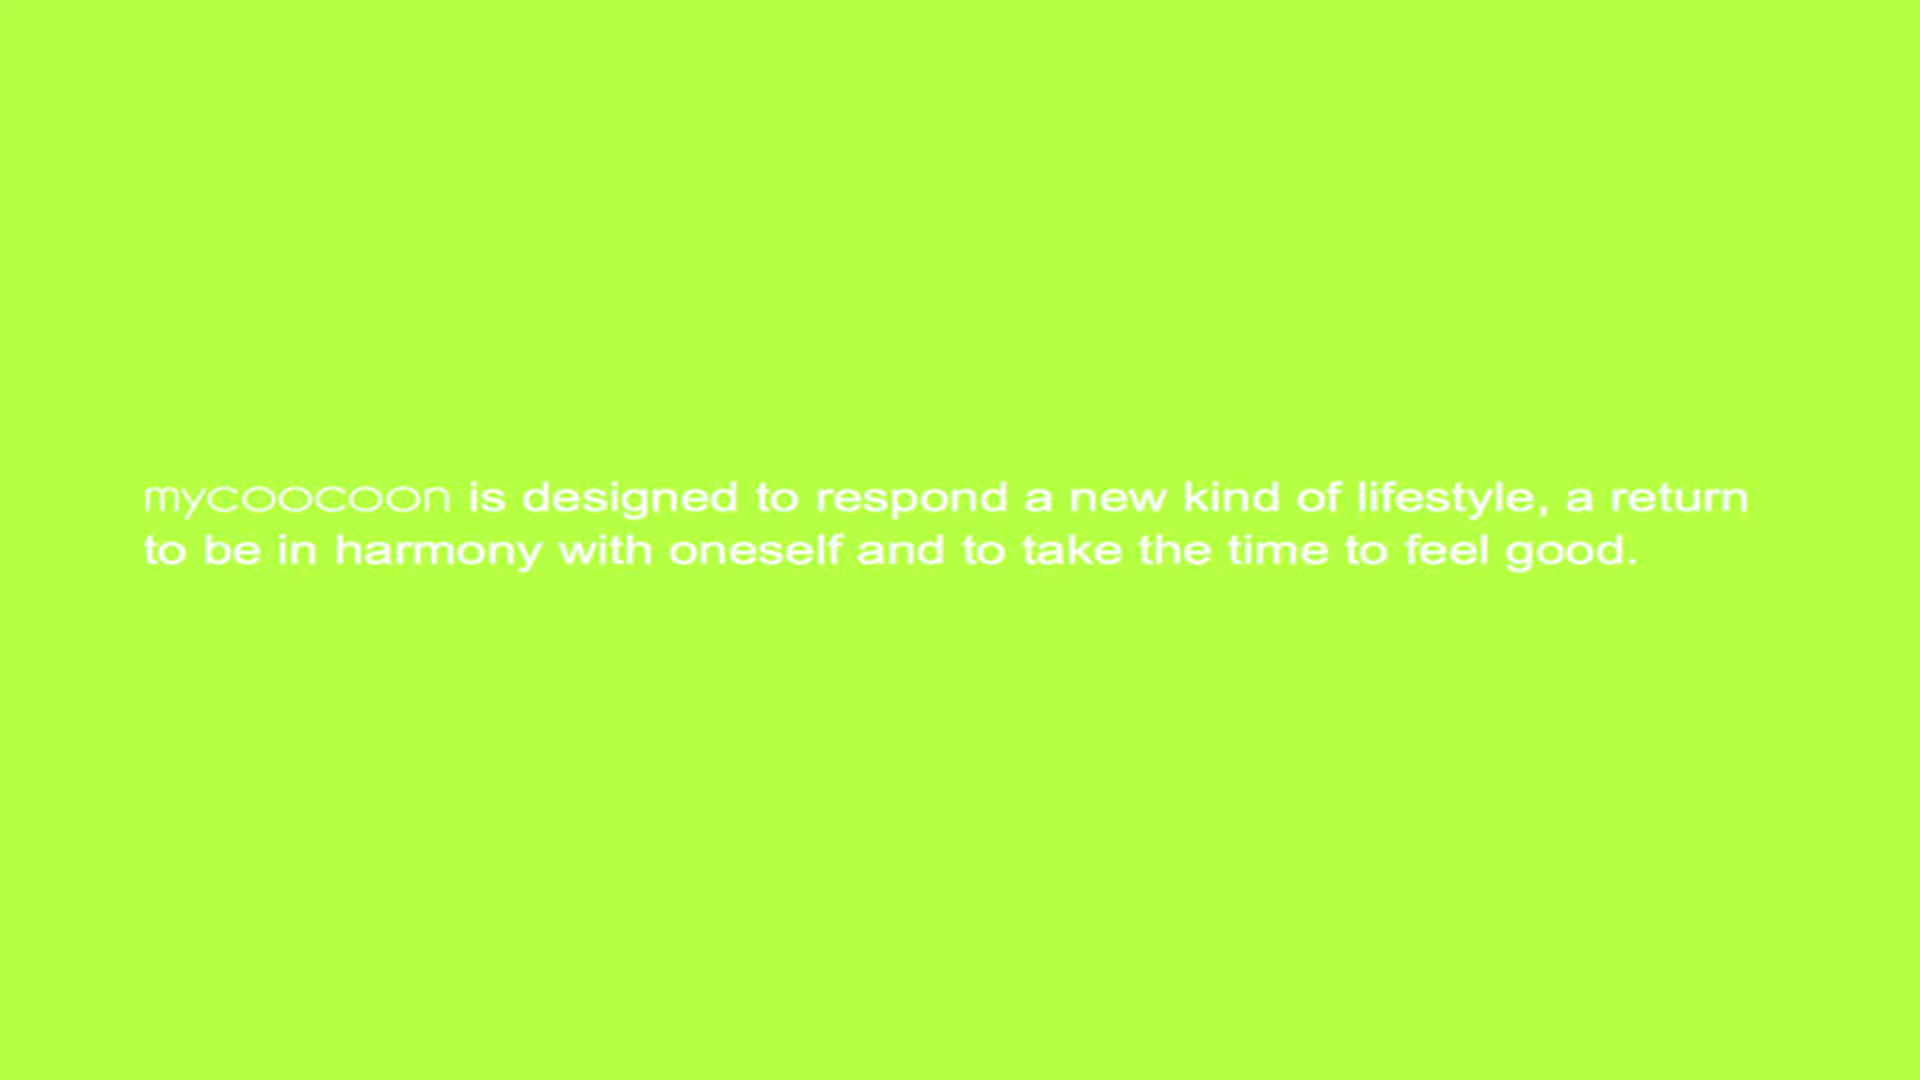 mycoocoon is designed to respond a new kind of lifestyle, a return
to be in harmony with oneself and to take the time to feel good.